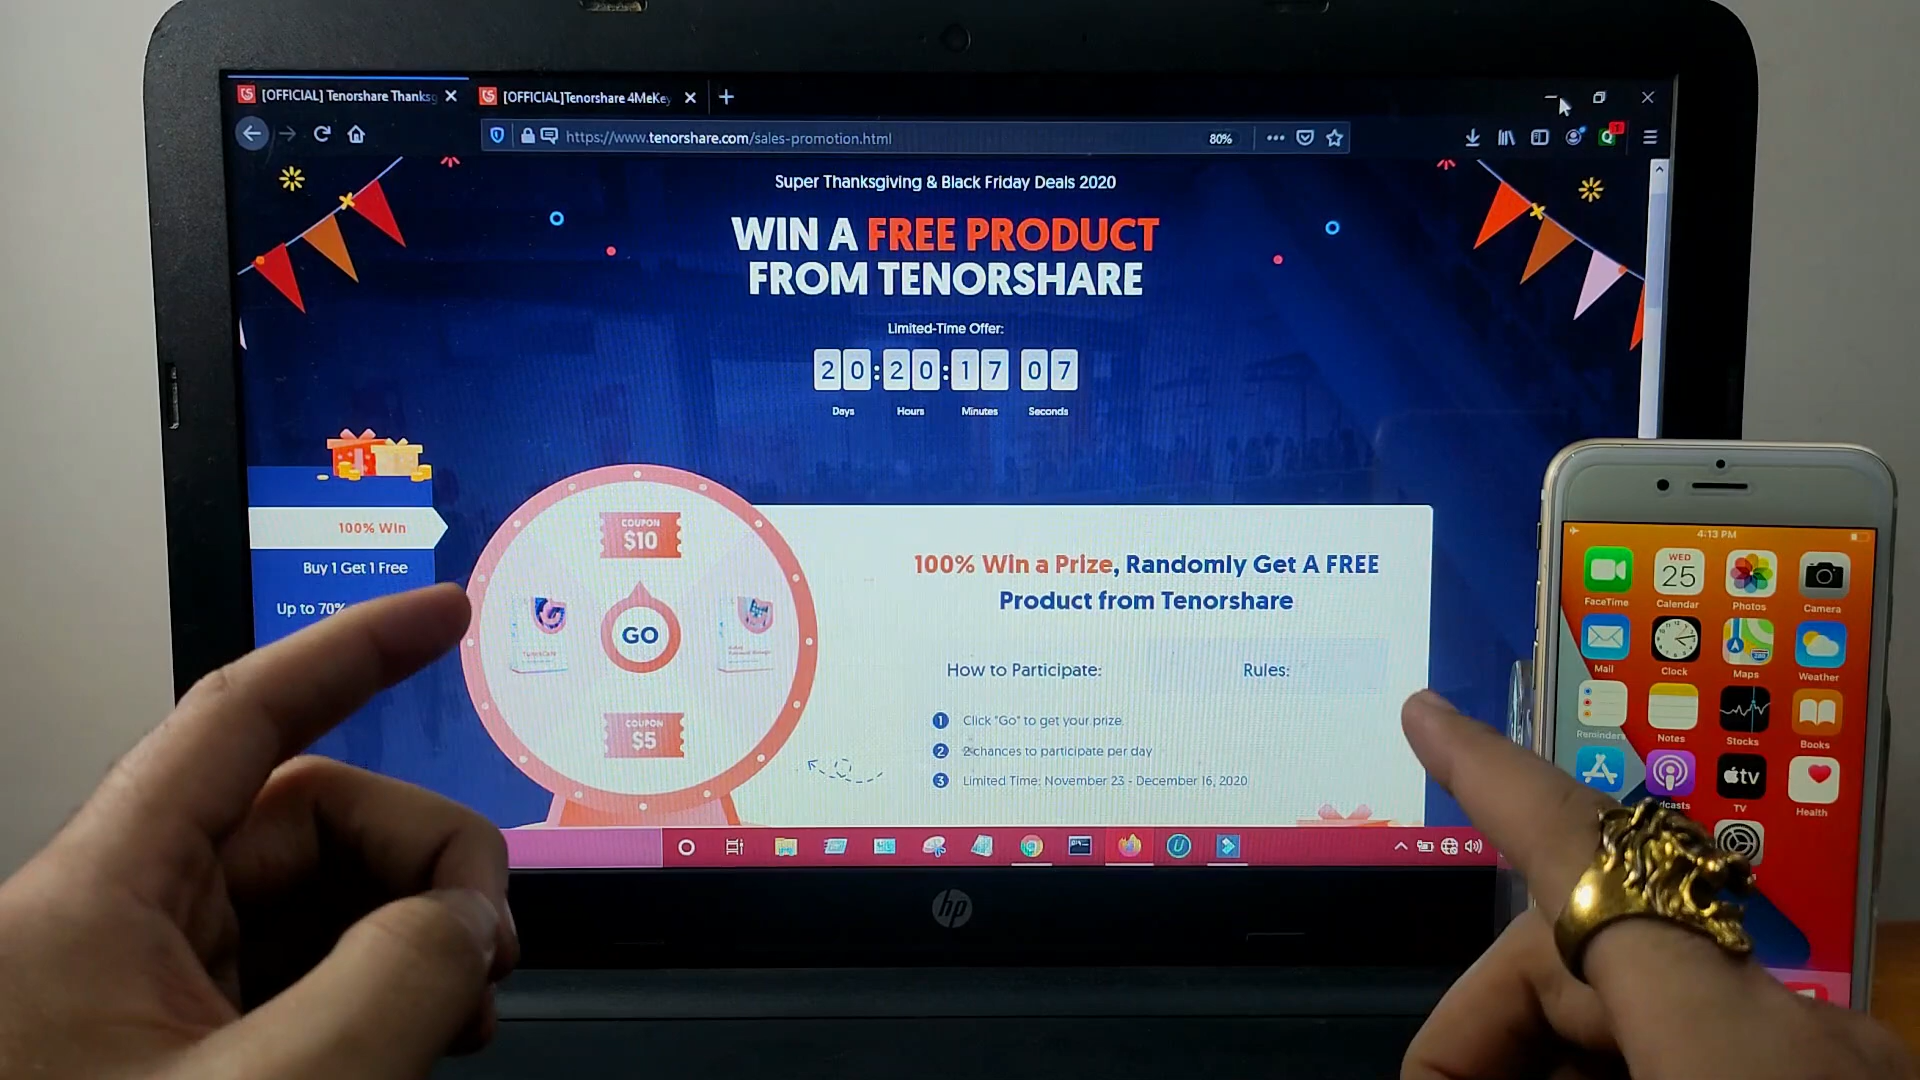 [OFFICIAL] Tenorshare Thanksg
[OFFICIAL]Tenorshare 4MeKey
https://www.tenorshare.com/sales-promotion.html
80%
Super Thanksgiving & Black Friday Deals 2020
WIN A FREE PRODUCT
FROM TENORSHARE
Limited-Time Offer:
20:20:17 07
Days Hours Minutes Seconds
100% Win
Buy 1 Get 1 Free
Up to 70%
COUPON
$10
GO
COUPON
$5
100% Win a Prize, Randomly Get A FREE
Product from Tenorshare
How to Participate:
Rules:
1 Click "Go" to get your prize.
2 2 chances to participate per day
3 Limited Time: November 23 - December 16, 2020
hp
4:13 PM
WED
25
FaceTime Calendar Photos Camera
Mail Clock Maps Weather
Reminders Notes Stocks Books
dcasts TV Health
tv